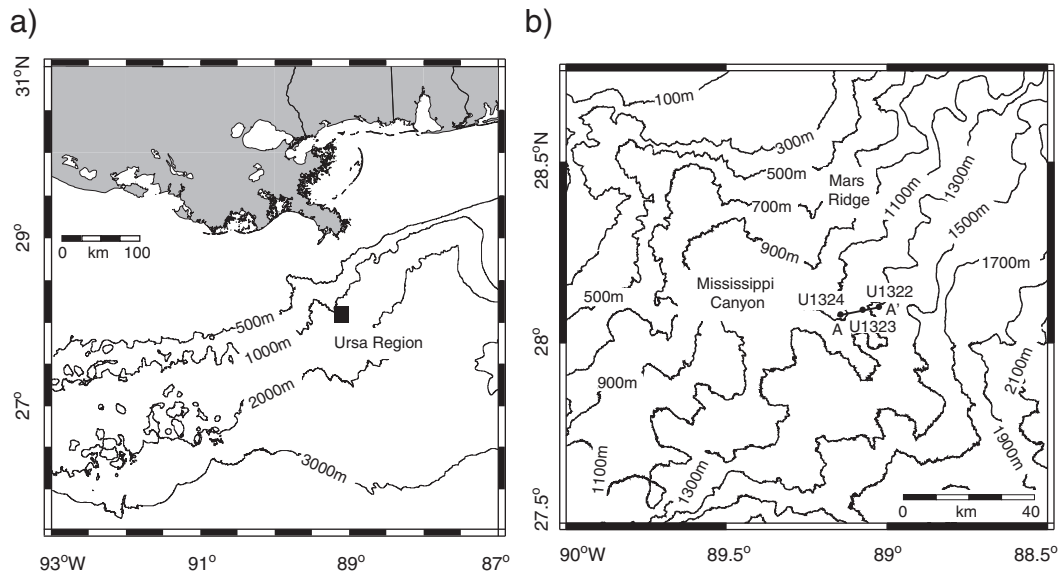 a)
31°N
29°
27°
93°W
91°
89°
87°
0 km 100
500m
1000m
2000m
3000m
Ursa Region
b)
28.5°N
28°
27.5°
90°W
89.5°
89°
88.5°
100m
300m
500m
700m
900m
Mars
Ridge
1100m
1300m
1500m
1700m
Mississippi
Canyon
500m
U1324
U1322
A
A'
U1323
900m
1100m
1300m
2100m
1900m
0 km 40